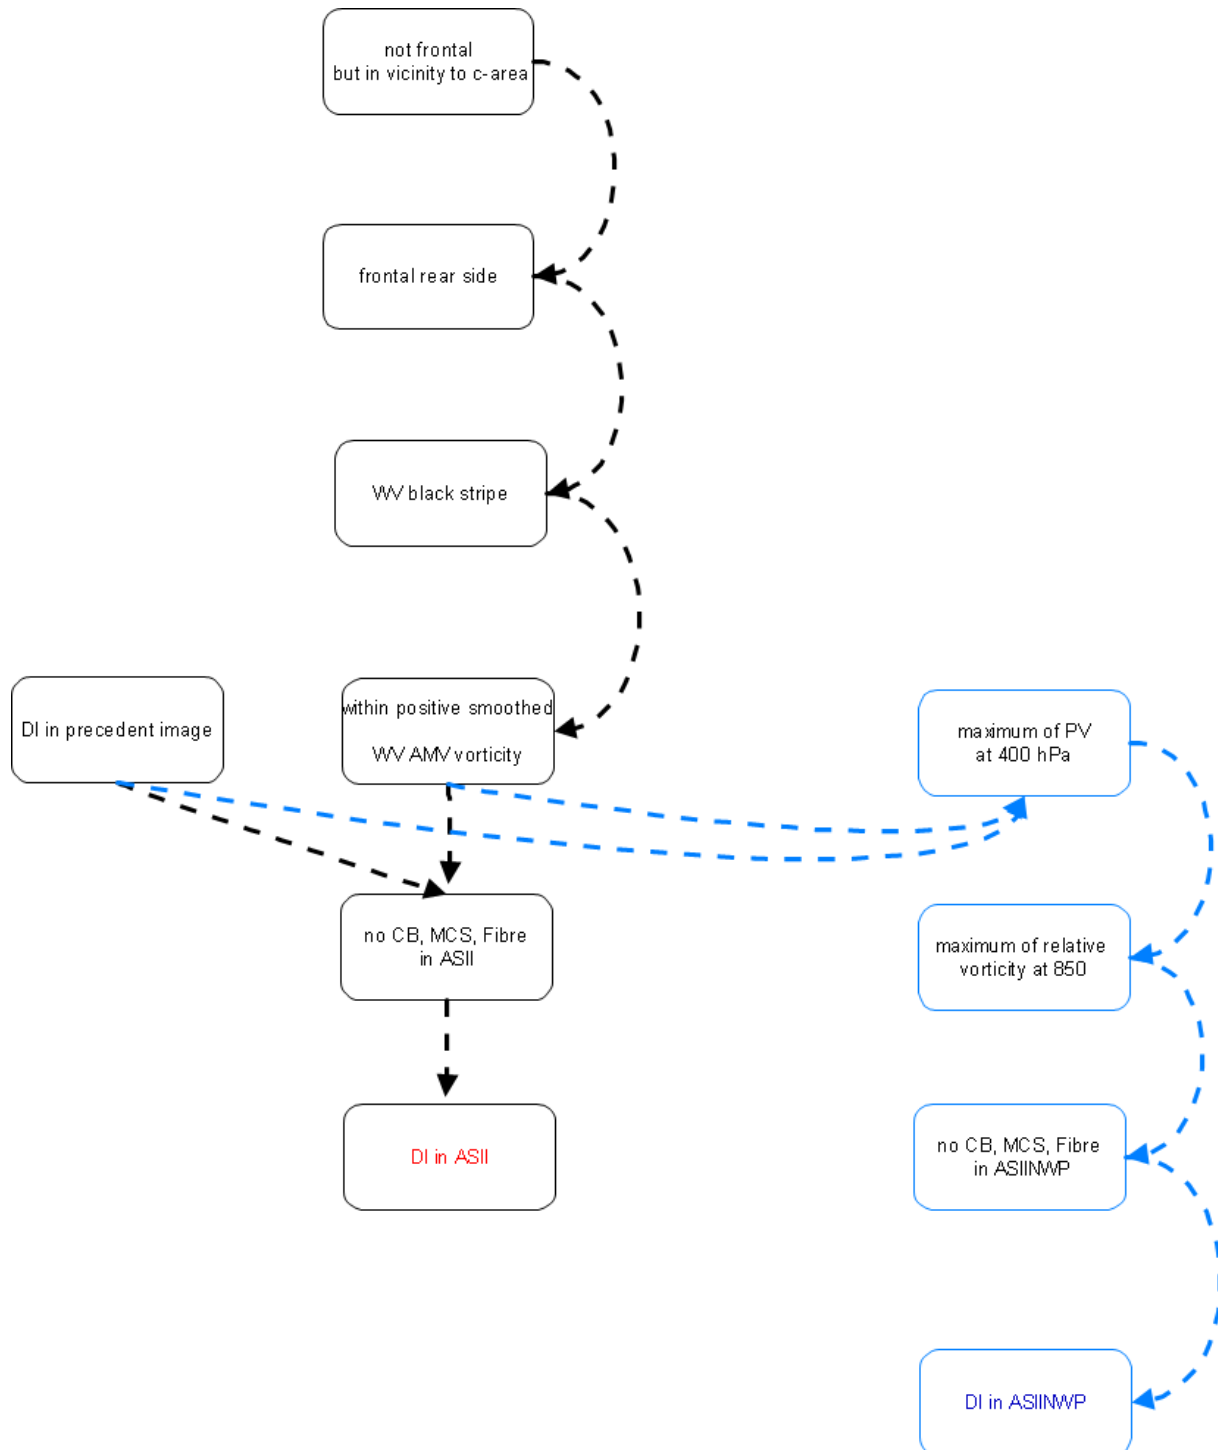 not frontal
but in vicinity to c-area
frontal rear side
WV black stripe
DI in precedent image
within positive smoothed
WV AMV vorticity
maximum of PV
at 400 hPa
no CB, MCS, Fibre
in ASII
maximum of relative
vorticity at 850
DI in ASII
no CB, MCS, Fibre
in ASIINWP
DI in ASIINWP